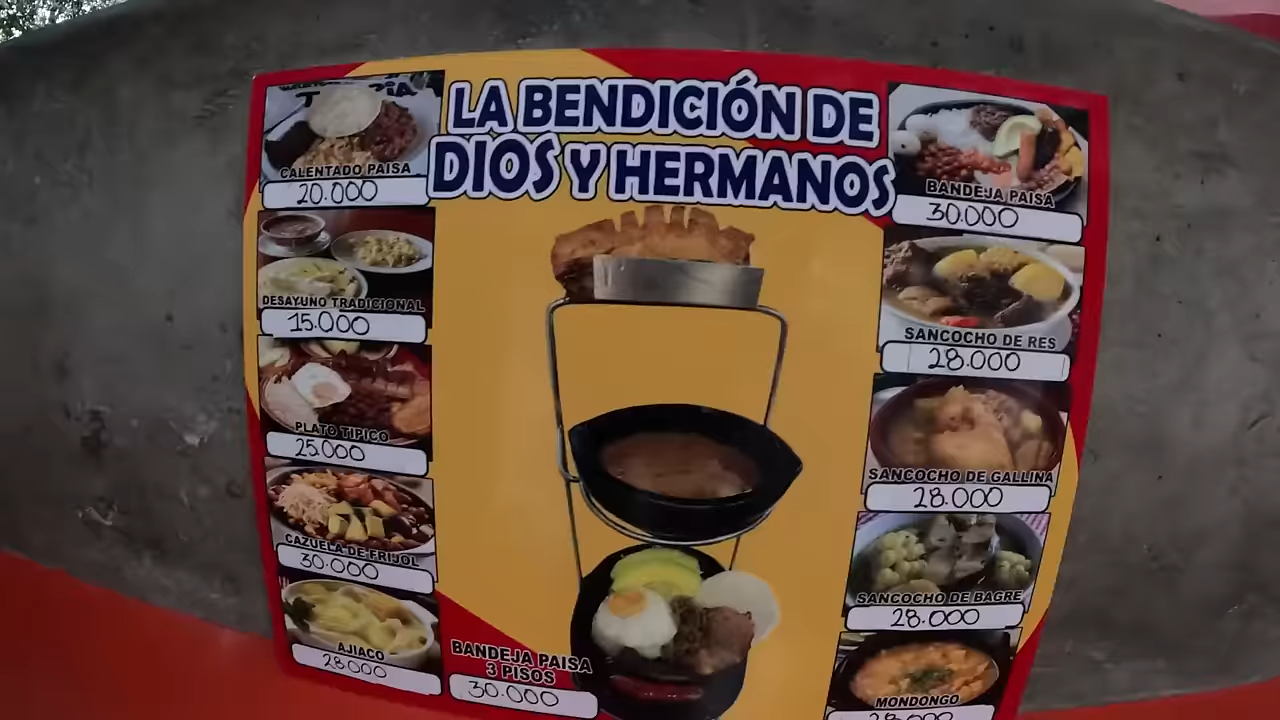 LA BENDICIÓN DE
DIOS Y HERMANOS
CALENTADO PAISA
20.000
DESAYUNO TRADICIONAL
15.000
PLATO TIPICO
25.000
CAZUELA DE FRIJOL
30.000
AJIACO
28000
BANDEJA PAISA
3 PISOS
30.000
BANDEJA PAISA
30.000
SANCOCHO DE RES
28.000
SANCOCHO DE GALLINA
28.000
SANCOCHO DE BAGRE
28.000
MONDONGO